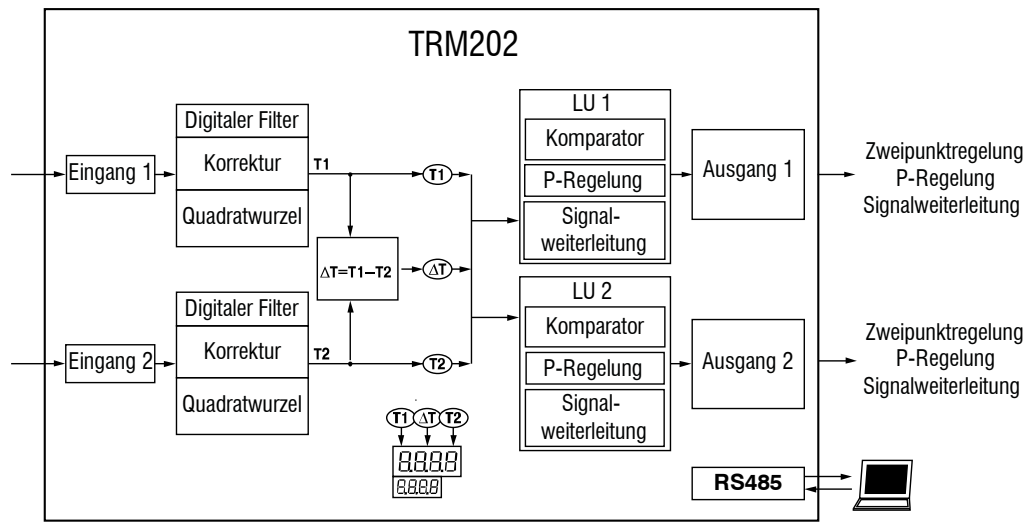 TRM202
Eingang 1
Digitaler Filter
Korrektur
Quadratwurzel
T1
T1
ΔT=T1–T2
ΔT
LU 1
Komparator
P-Regelung
Signal-
weiterleitung
Ausgang 1
Zweipunktregelung
P-Regelung
Signalweiterleitung
Eingang 2
Digitaler Filter
Korrektur
Quadratwurzel
T2
T2
LU 2
Komparator
P-Regelung
Signal-
weiterleitung
Ausgang 2
Zweipunktregelung
P-Regelung
Signalweiterleitung
T1 ΔT T2
8.8.8.8
8.8.8.8
RS485